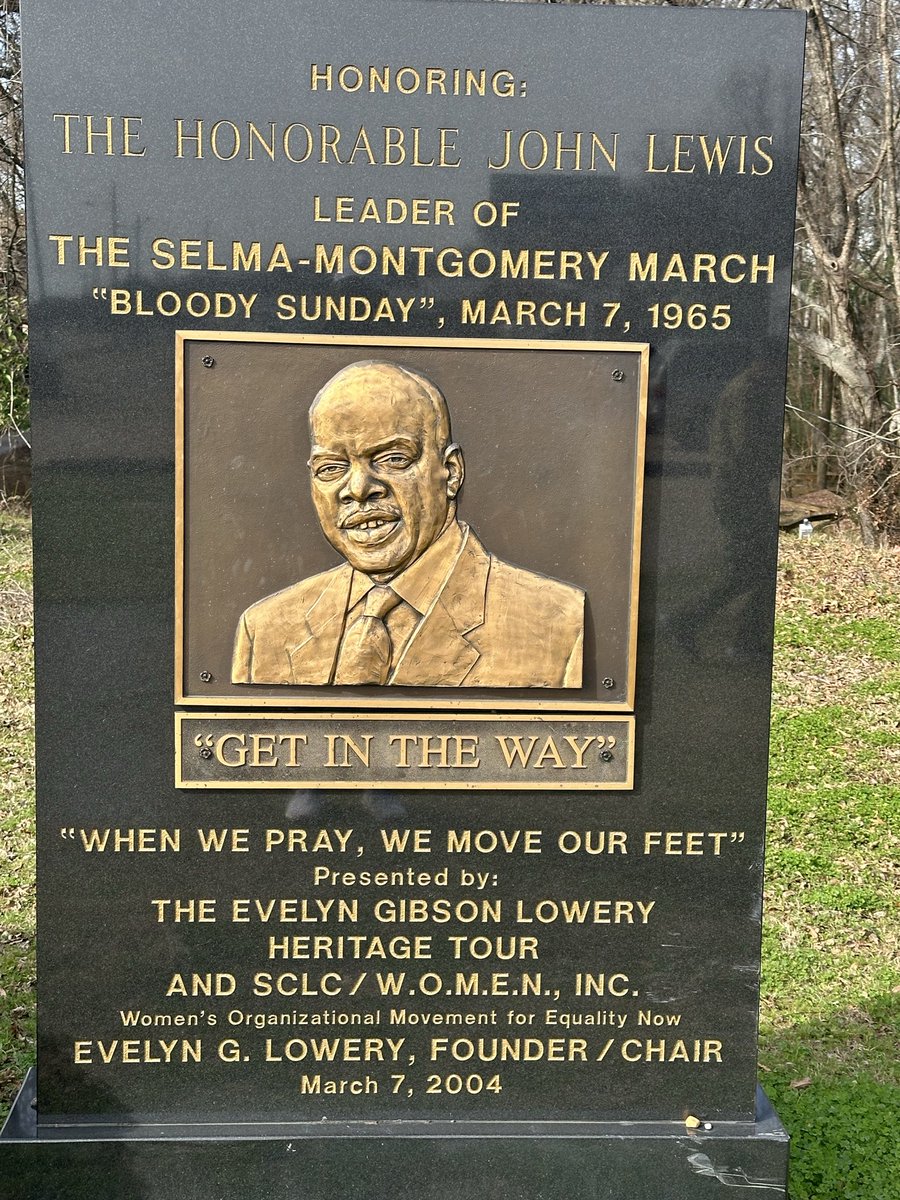 HONORING:
THE HONORABLE JOHN LEWIS
LEADER OF
THE SELMA-MONTGOMERY MARCH
"BLOODY SUNDAY", MARCH 7, 1965
"GET IN THE WAY"
"WHEN WE PRAY, WE MOVE OUR FEET"
Presented by:
THE EVELYN GIBSON LOWERY
HERITAGE TOUR
AND SCLC/W.O.M.E.N., INC.
Women's Organizational Movement for Equality Now
EVELYN G. LOWERY, FOUNDER/CHAIR
March 7, 2004